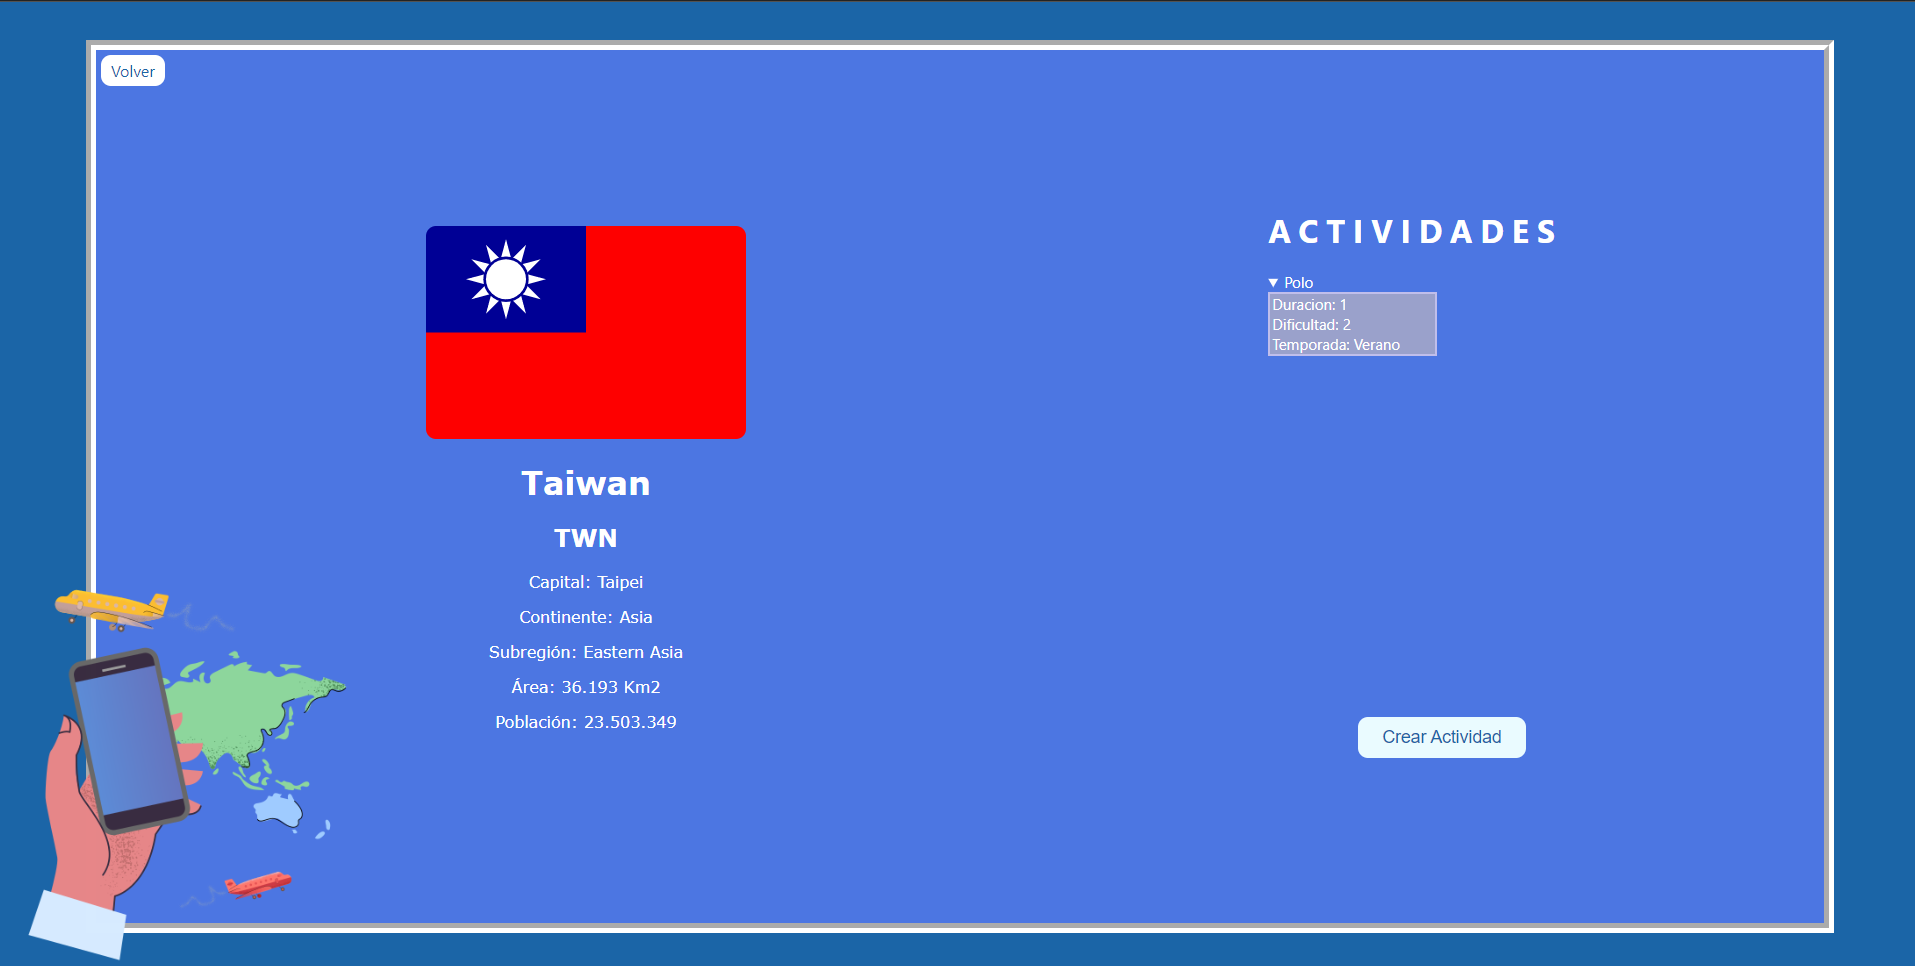 Volver
Taiwan
TWN
Capital: Taipei
Continente: Asia
Subregión: Eastern Asia
Área: 36.193 Km2
Población: 23.503.349
ACTIVIDADES
▼ Polo
Duracion: 1
Dificultad: 2
Temporada: Verano
Crear Actividad